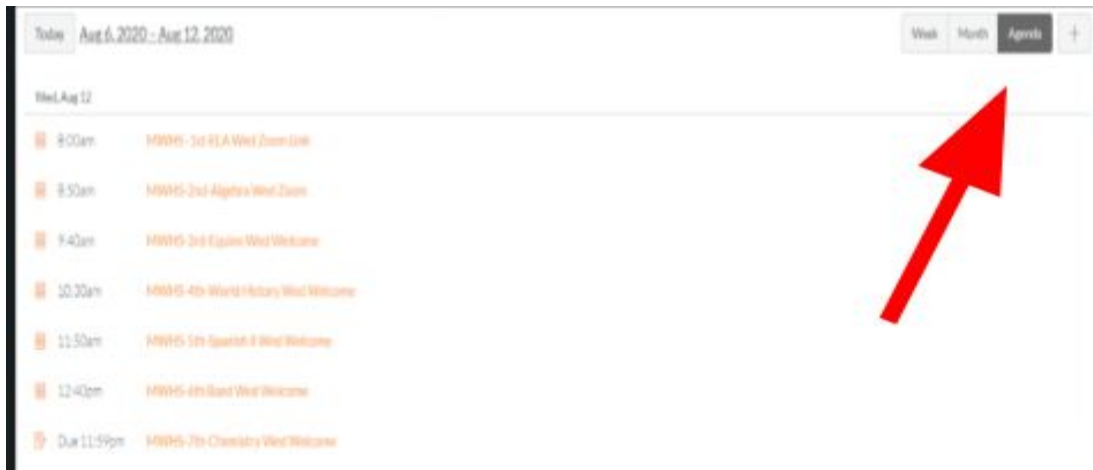 Today Aug 6, 2020 - Aug 12, 2020 Week Month Agenda +
Wed, Aug 12
8:00am MWHS- 1st-ELA Wed Zoom Link
8:50am MWHS-2nd-Algebra Wed Zoom
9:40am MWHS-3rd- Wed Welcome
10:30am MWHS-4th-World History Wed Welcome
11:50am MWHS-5th-Spanish II Wed Welcome
12:40pm MWHS-6th-Band Wed Welcome
Due 11:59pm MWHS-7th-Chemistry Wed Welcome